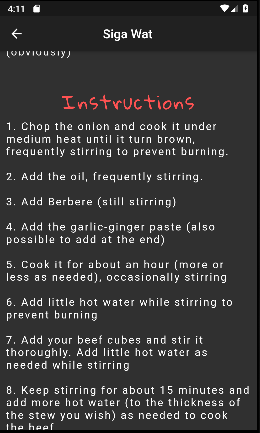 4:11
Siga Wat
(obviously)
Instructions
1. Chop the onion and cook it under
medium heat until it turn brown,
frequently stirring to prevent burning.
2. Add the oil, frequently stirring.
3. Add Berbere (still stirring)
4. Add the garlic-ginger paste (also
possible to add at the end)
5. Cook it for about an hour (more or
less as needed), occasionally stirring
6. Add little hot water while stirring to
prevent burning
7. Add your beef cubes and stir it
thoroughly. Add little hot water as
needed while stirring
8. Keep stirring for about 15 minutes and
add more hot water (to the thickness of
the stew you wish) as needed to cook
the beef